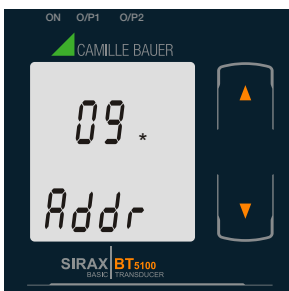 ON O/P1 O/P2
CAMILLE BAUER
09 *
Addr
SIRAX BT5100
BASIC TRANSDUCER